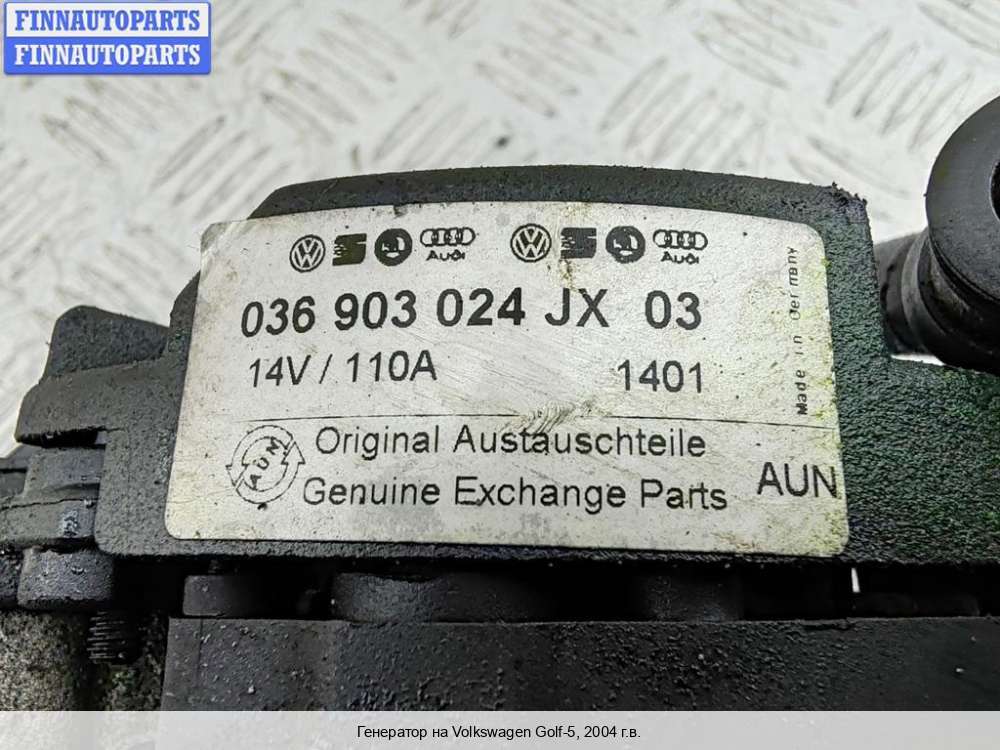 FINNAUTOPARTS
FINNAUTOPARTS
Audi Audi
036 903 024 JX 03
14V / 110A 1401
Made in Germany
AUN
Original Austauschteile
Genuine Exchange Parts
AUN
Генератор на Volkswagen Golf-5, 2004 г.в.